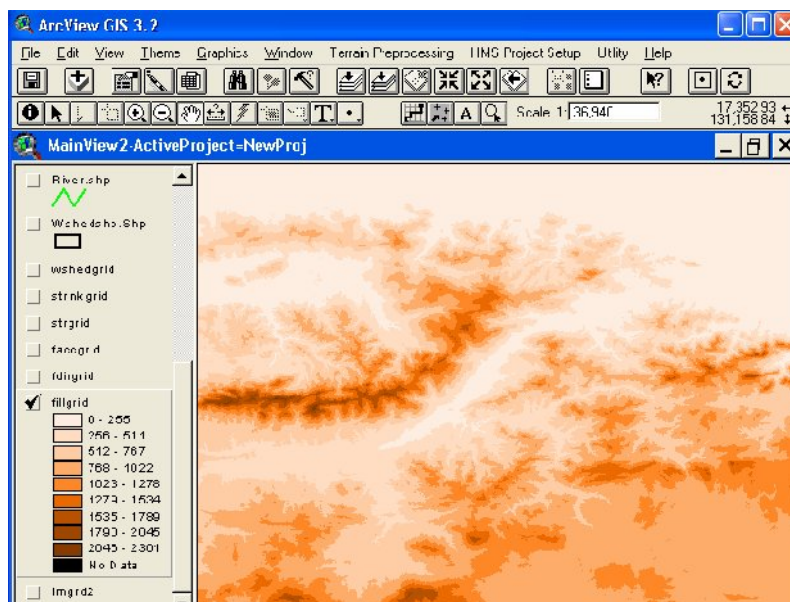 ArcView GIS 3.2
File Edit View Theme Graphics Window Terrain Preprocessing HMS Project Setup Utility Help
Scale 1: 36,940
17,352.93
131,158.84
MainView2-ActiveProject=NewProj
River.shp
Wshedshp.Shp
wshedgrid
strlnkgrid
strgrid
faccgrid
fdirgrid
fillgrid
0 - 255
256 - 511
512 - 767
768 - 1022
1023 - 1278
1279 - 1534
1535 - 1789
1790 - 2045
2045 - 2301
No Data